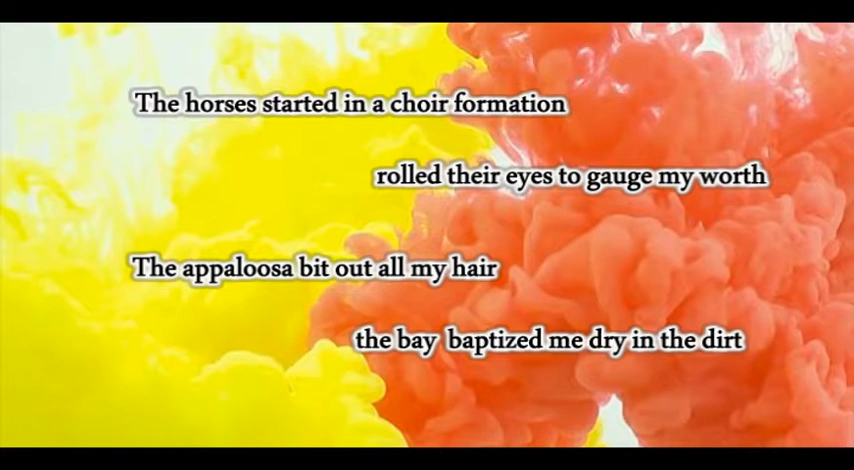 The horses started in a choir formation
rolled their eyes to gauge my worth
The appaloosa bit out all my hair
the bay baptized me dry in the dirt